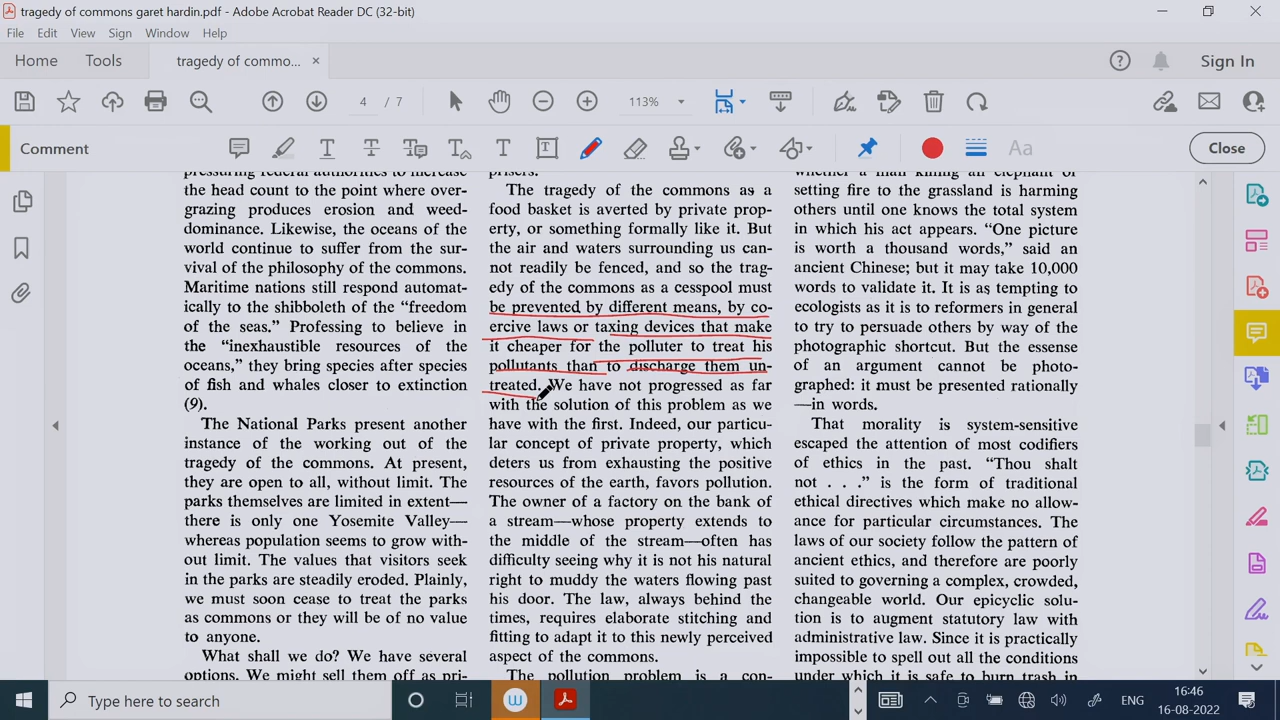 tragedy of commons garet hardin.pdf - Adobe Acrobat Reader DC (32-bit)
File Edit View Sign Window Help
Home Tools tragedy of commo... × Sign In
4 / 7 113%
Comment Aa Close
pressuring federal authorities to increase
the head count to the point where over-
grazing produces erosion and weed-
dominance. Likewise, the oceans of the
world continue to suffer from the sur-
vival of the philosophy of the commons.
Maritime nations still respond automat-
ically to the shibboleth of the “freedom
of the seas.” Professing to believe in
the “inexhaustible resources of the
oceans,” they bring species after species
of fish and whales closer to extinction
(9).
The National Parks present another
instance of the working out of the
tragedy of the commons. At present,
they are open to all, without limit. The
parks themselves are limited in extent—
there is only one Yosemite Valley—
whereas population seems to grow with-
out limit. The values that visitors seek
in the parks are steadily eroded. Plainly,
we must soon cease to treat the parks
as commons or they will be of no value
to anyone.
What shall we do? We have several
options. We might sell them off as pri-
prisers.
The tragedy of the commons as a
food basket is averted by private prop-
erty, or something formally like it. But
the air and waters surrounding us can-
not readily be fenced, and so the trag-
edy of the commons as a cesspool must
be prevented by different means, by co-
ercive laws or taxing devices that make
it cheaper for the polluter to treat his
pollutants than to discharge them un-
treated. We have not progressed as far
with the solution of this problem as we
have with the first. Indeed, our particu-
lar concept of private property, which
deters us from exhausting the positive
resources of the earth, favors pollution.
The owner of a factory on the bank of
a stream—whose property extends to
the middle of the stream—often has
difficulty seeing why it is not his natural
right to muddy the waters flowing past
his door. The law, always behind the
times, requires elaborate stitching and
fitting to adapt it to this newly perceived
aspect of the commons.
The pollution problem is a con-
whether a man killing an elephant or
setting fire to the grassland is harming
others until one knows the total system
in which his act appears. “One picture
is worth a thousand words,” said an
ancient Chinese; but it may take 10,000
words to validate it. It is as tempting to
ecologists as it is to reformers in general
to try to persuade others by way of the
photographic shortcut. But the essense
of an argument cannot be photo-
graphed: it must be presented rationally
—in words.
That morality is system-sensitive
escaped the attention of most codifiers
of ethics in the past. “Thou shalt
not . . .” is the form of traditional
ethical directives which make no allow-
ance for particular circumstances. The
laws of our society follow the pattern of
ancient ethics, and therefore are poorly
suited to governing a complex, crowded,
changeable world. Our epicyclic solu-
tion is to augment statutory law with
administrative law. Since it is practically
impossible to spell out all the conditions
under which it is safe to burn trash in
Type here to search
ENG
16:46
16-08-2022